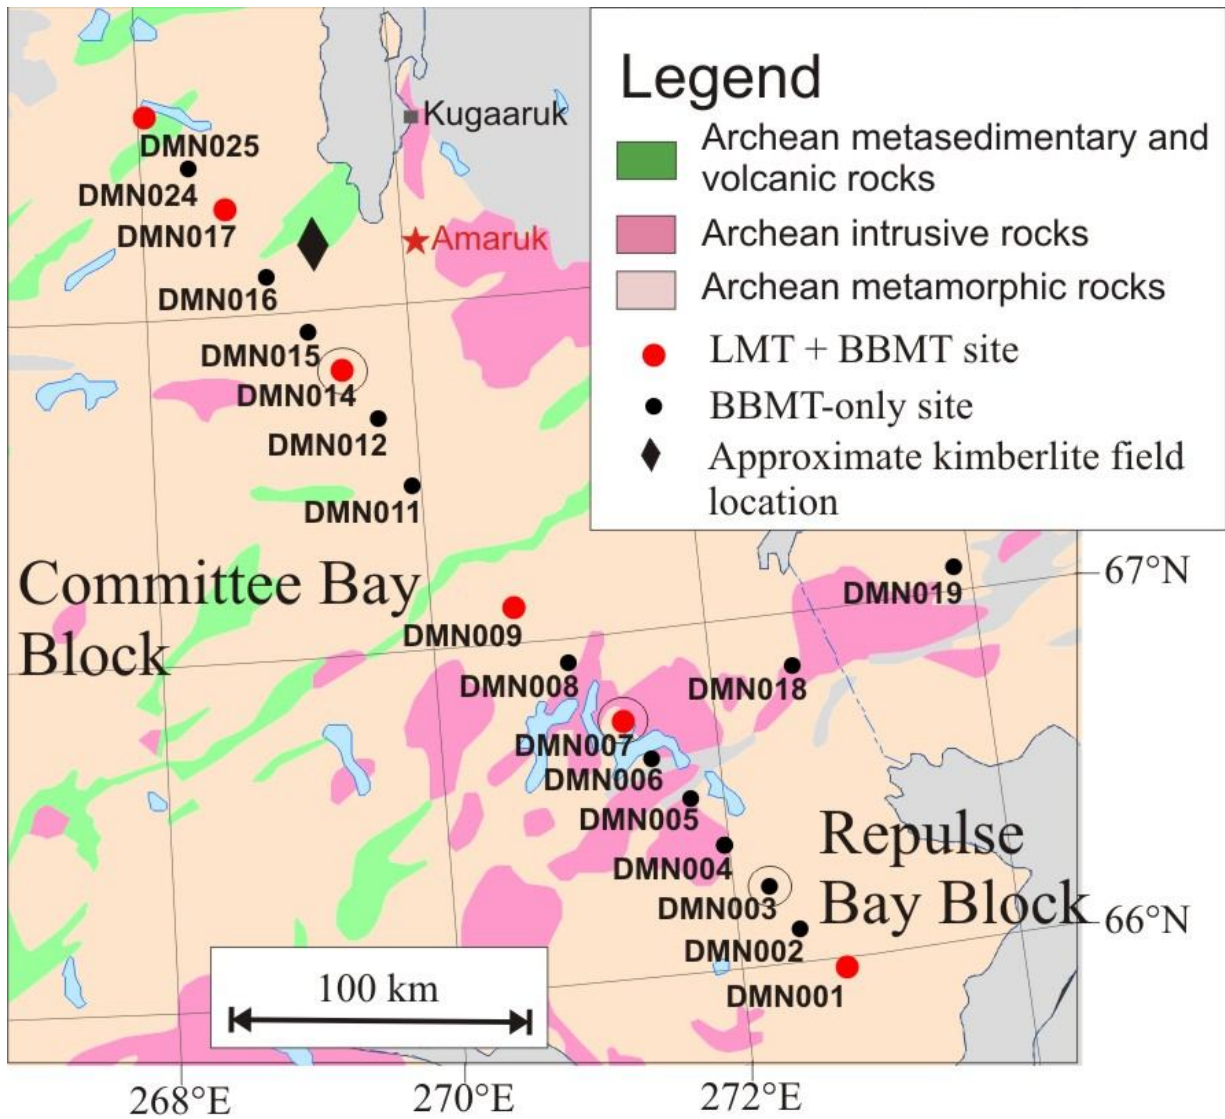 Legend
Archean metasedimentary and
volcanic rocks
Archean intrusive rocks
Archean metamorphic rocks
LMT + BBMT site
BBMT-only site
Approximate kimberlite field
location
Kugaaruk
DMN025
DMN024
DMN017
Amaruk
DMN016
DMN015
DMN014
DMN012
DMN011
Committee Bay
Block
67°N
DMN019
DMN009
DMN008
DMN018
DMN007
DMN006
DMN005
Repulse
Bay Block
DMN004
DMN003
66°N
DMN002
DMN001
100 km
268°E
270°E
272°E